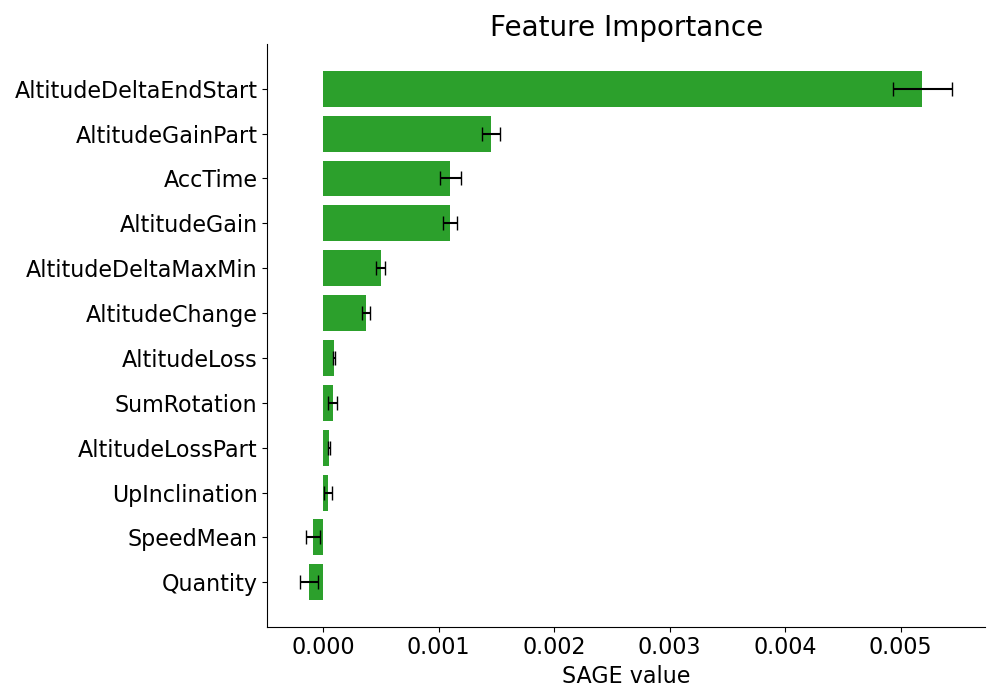 Feature Importance
AltitudeDeltaEndStart
AltitudeGainPart
AccTime
AltitudeGain
AltitudeDeltaMaxMin
AltitudeChange
AltitudeLoss
SumRotation
AltitudeLossPart
UpInclination
SpeedMean
Quantity
0.000 0.001 0.002 0.003 0.004 0.005
SAGE value